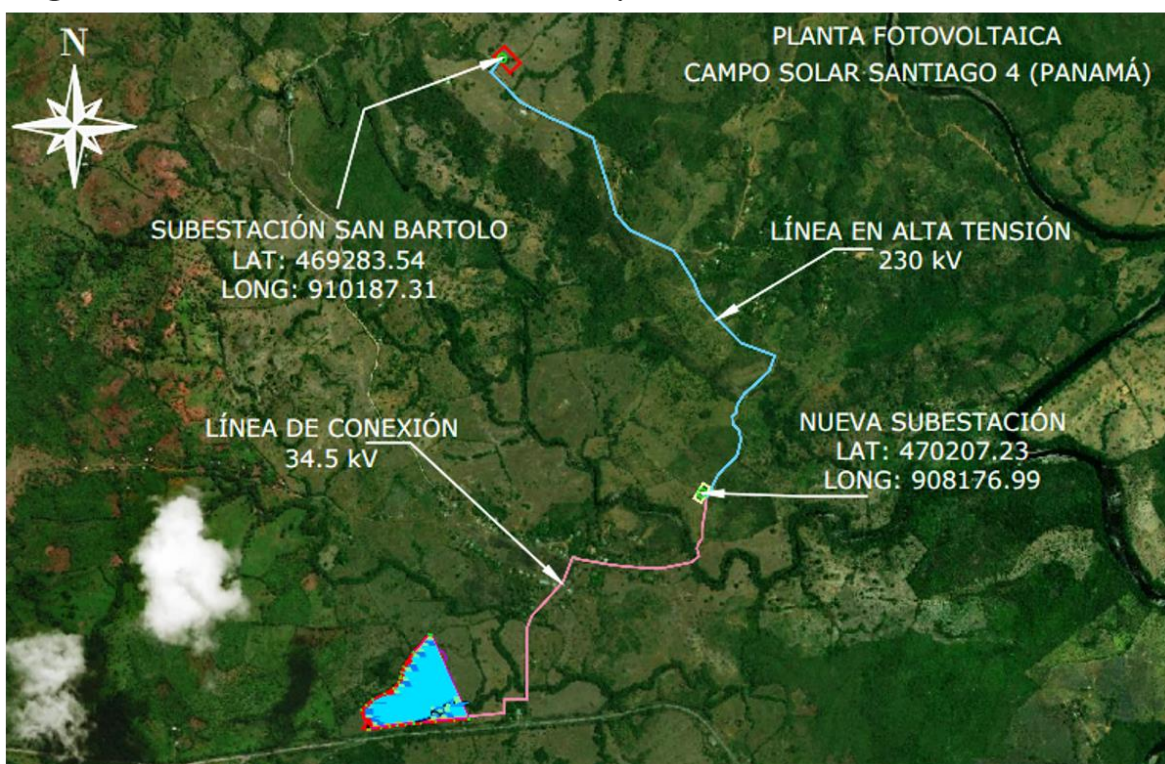 N
PLANTA FOTOVOLTAICA
CAMPO SOLAR SANTIAGO 4 (PANAMÁ)
SUBESTACIÓN SAN BARTOLO
LAT: 469283.54
LONG: 910187.31
LÍNEA EN ALTA TENSIÓN
230 kV
LÍNEA DE CONEXIÓN
34.5 kV
NUEVA SUBESTACIÓN
LAT: 470207.23
LONG: 908176.99